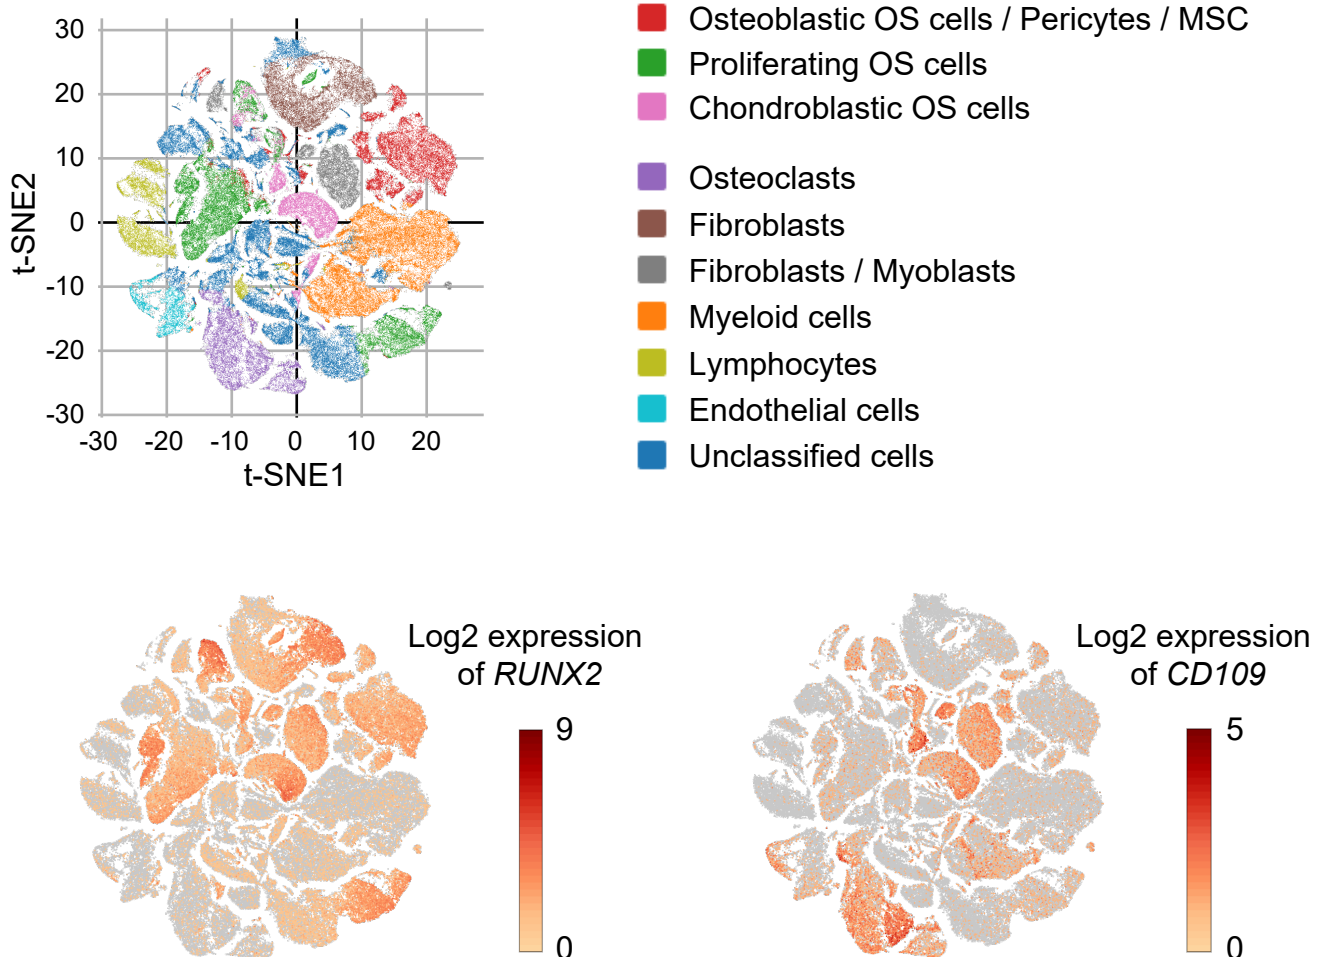 30
20
10
0
-10
-20
-30
t-SNE2
-30 -20 -10 0 10 20
t-SNE1
Osteoblastic OS cells / Pericytes / MSC
Proliferating OS cells
Chondroblastic OS cells
Osteoclasts
Fibroblasts
Fibroblasts / Myoblasts
Myeloid cells
Lymphocytes
Endothelial cells
Unclassified cells
Log2 expression
of RUNX2
9
0
Log2 expression
of CD109
5
0